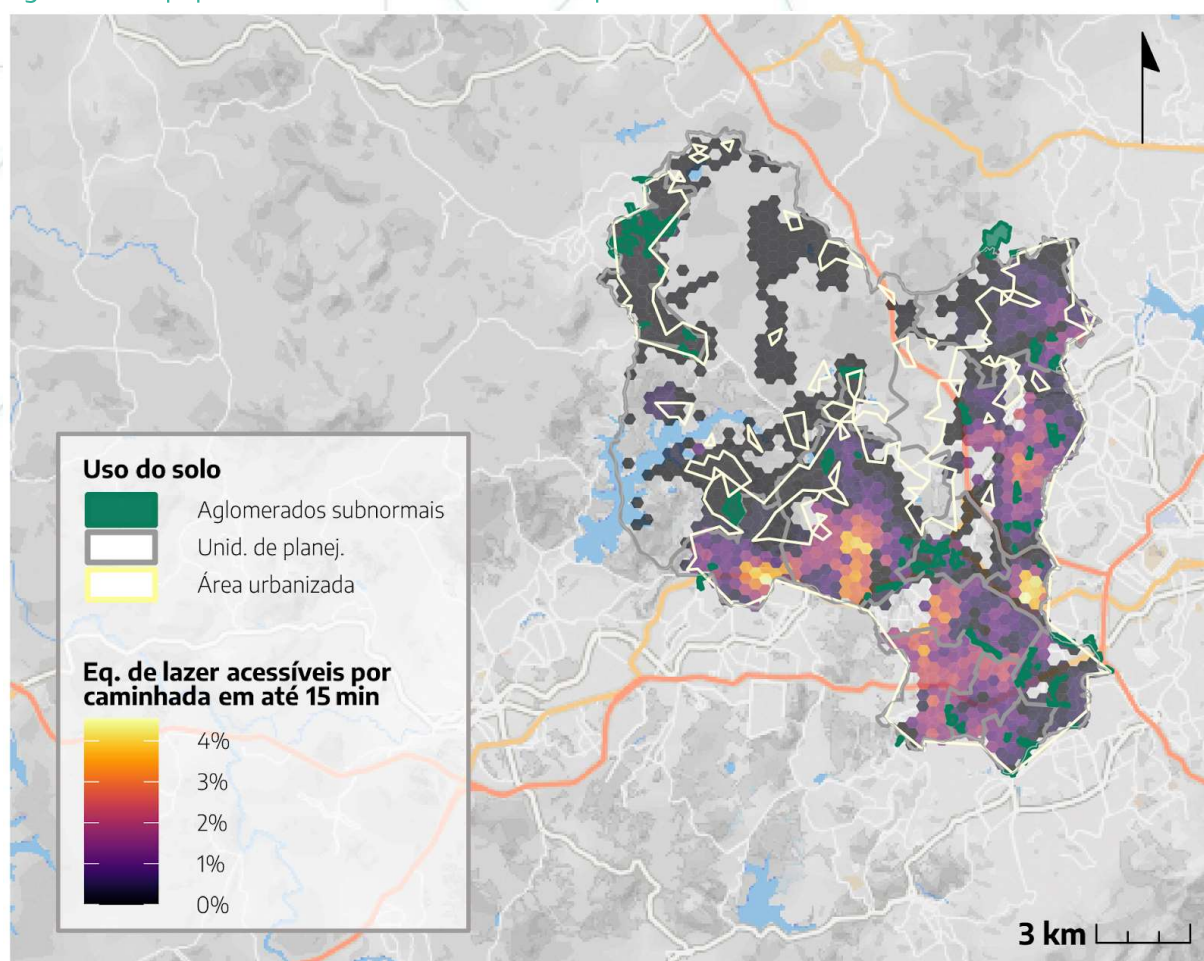 Uso do solo
Aglomerados subnormais
Unid. de planej.
Área urbanizada
Eq. de lazer acessíveis por
caminhada em até 15 min
4%
3%
2%
1%
0%
3 km